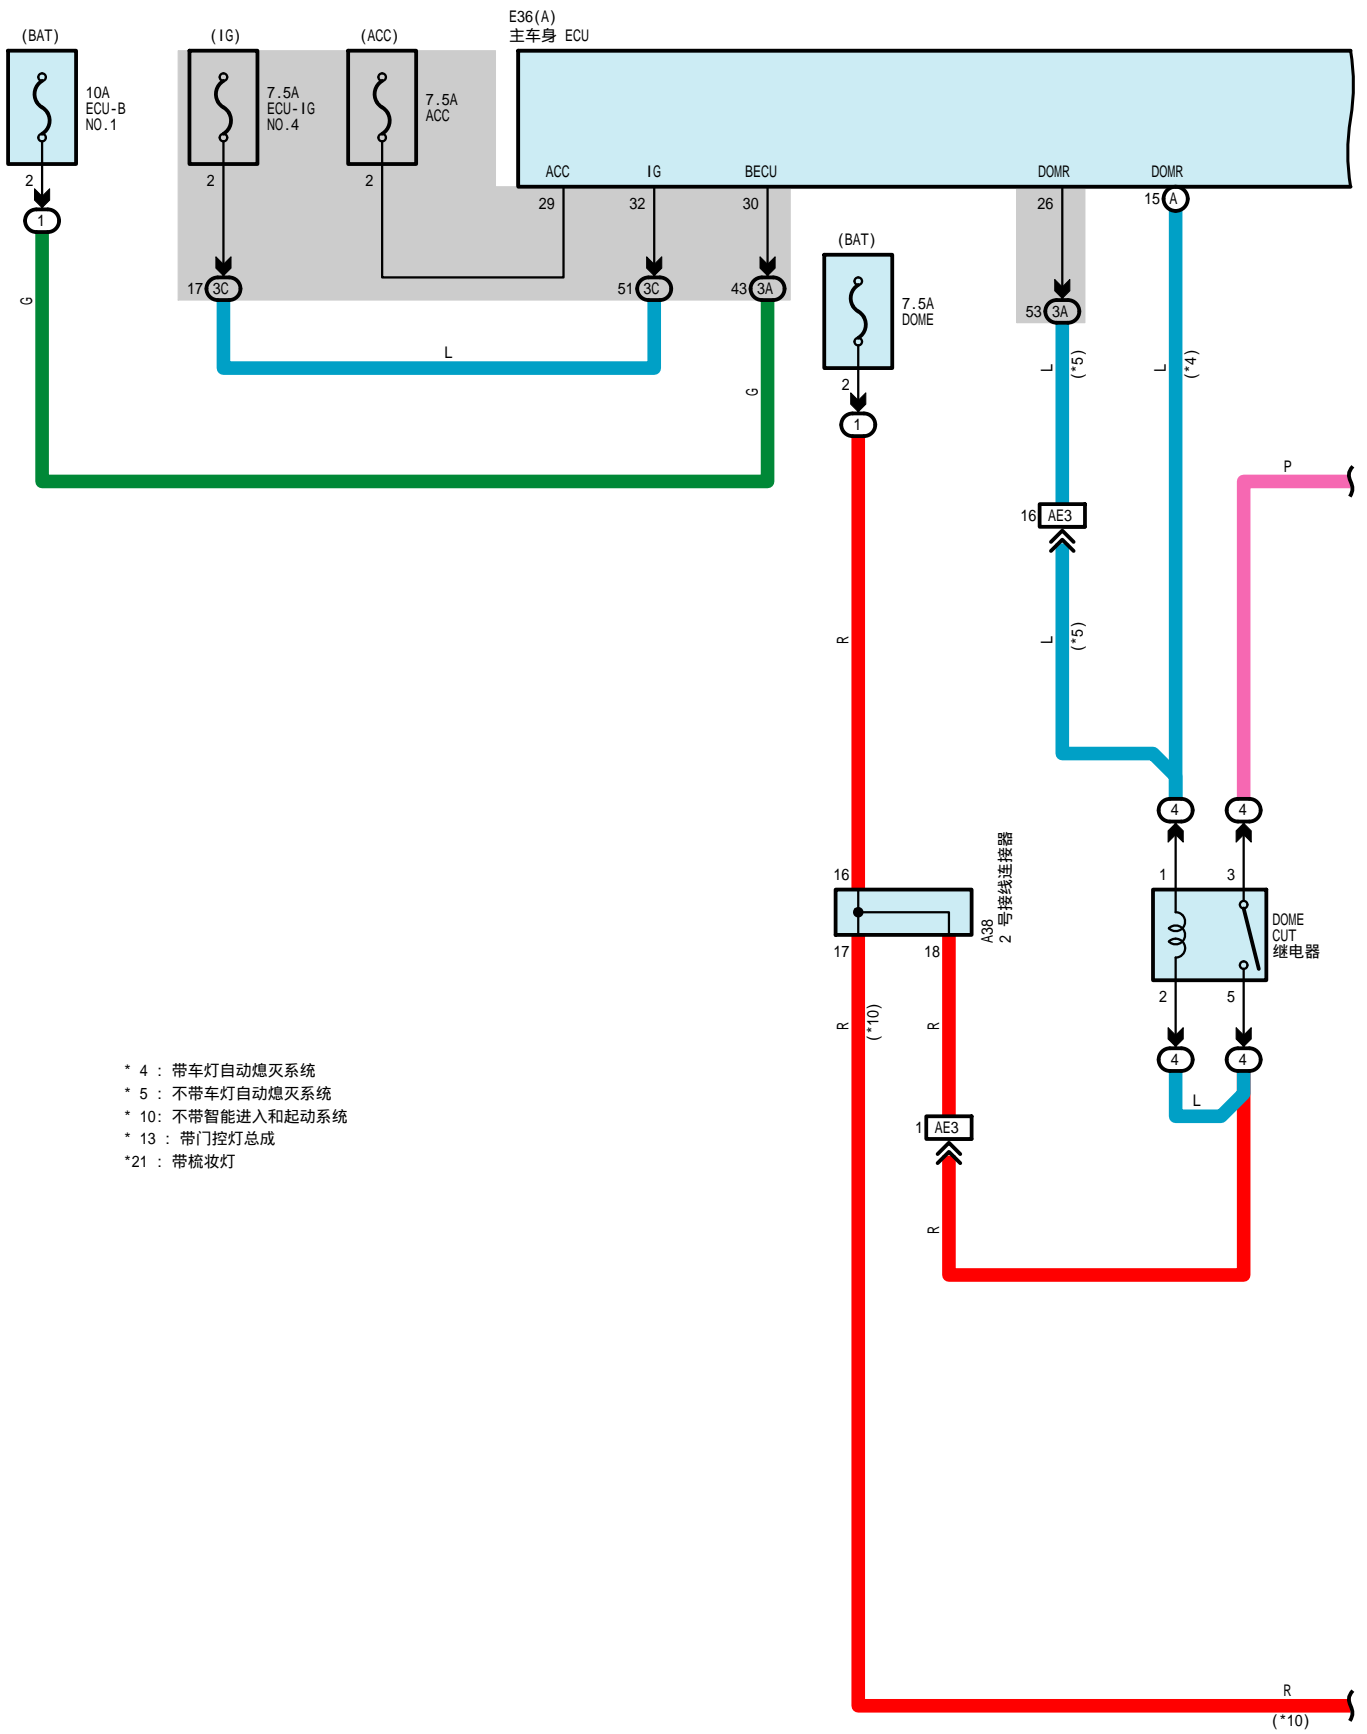 E36(A)
主车身 ECU
(BAT)
(IG)
(ACC)
10A
ECU-B
NO.1
7.5A
ECU-IG
NO.4
7.5A
ACC
ACC
IG
BECU
DOMR
DOMR
2
2
2
29
32
30
26
15 A
1
(BAT)
17 3C
51 3C
43 3A
53 3A
7.5A
DOME
G
L
G
L
(*5)
L
(*4)
2
1
P
16 AE3
R
L
(*5)
4
4
16
1
3
A38
2 号接线连接器
DOME
CUT
继电器
17
18
2
5
R
(*10)
R
4
4
L
* 4 : 带车灯自动熄灭系统
* 5 : 不带车灯自动熄灭系统
* 10: 不带智能进入和起动系统
* 13 : 带门控灯总成
*21 : 带梳妆灯
1 AE3
R
R
(*10)